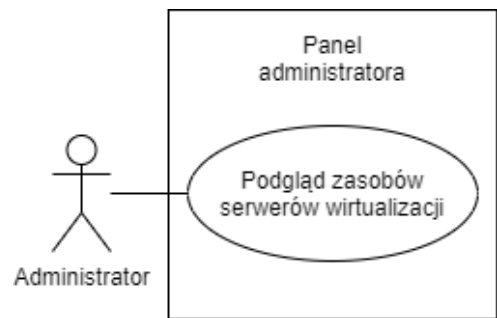 Panel
administratora
Podgląd zasobów
serwerów wirtualizacji
Administrator